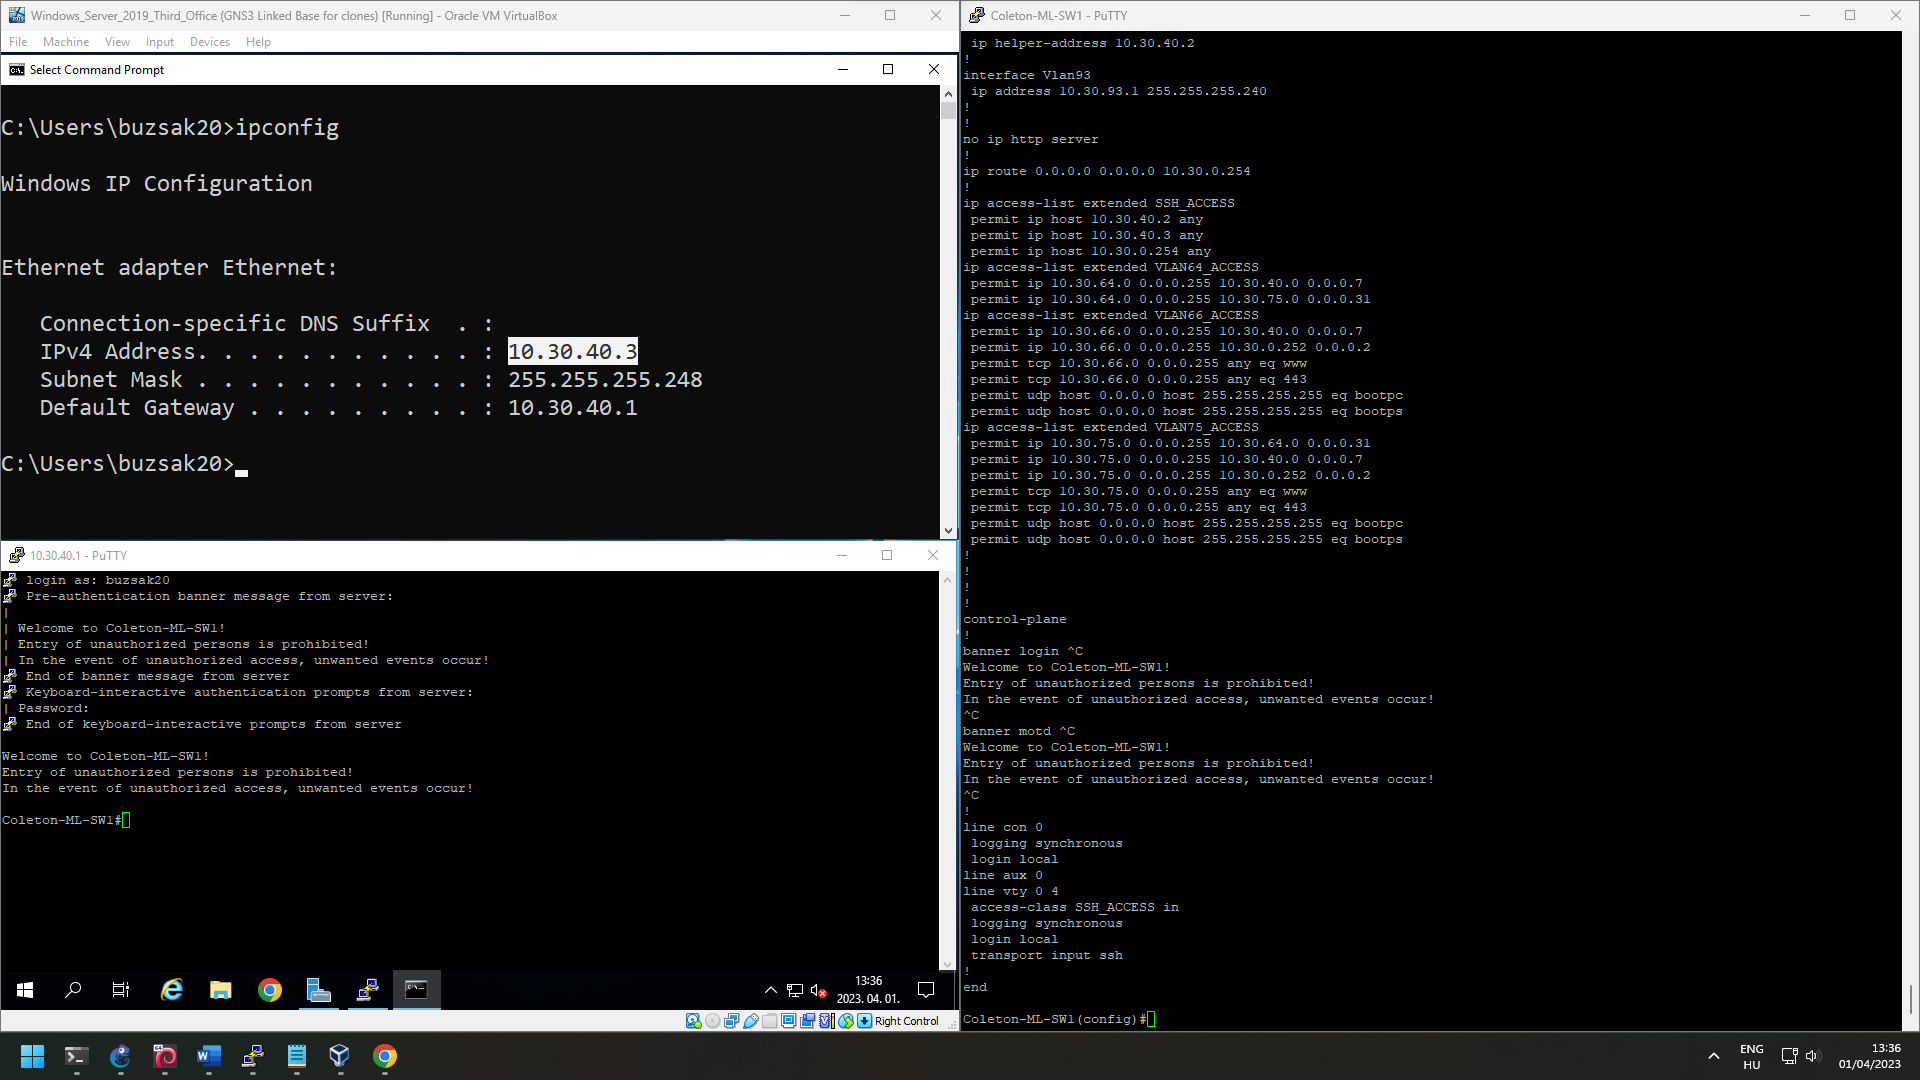 Windows_Server_2019_Third_Office (GNS3 Linked Base for clones) [Running] - Oracle VM VirtualBox
File Machine View Input Devices Help
Select Command Prompt
C:\Users\buzsak20>ipconfig
Windows IP Configuration
Ethernet adapter Ethernet:
Connection-specific DNS Suffix . :
IPv4 Address. . . . . . . . . . . : 10.30.40.3
Subnet Mask . . . . . . . . . . . : 255.255.255.248
Default Gateway . . . . . . . . . : 10.30.40.1
C:\Users\buzsak20>
10.30.40.1 - PuTTY
login as: buzsak20
Pre-authentication banner message from server:
|
| Welcome to Coleton-ML-SW1!
| Entry of unauthorized persons is prohibited!
| In the event of unauthorized access, unwanted events occur!
End of banner message from server
Keyboard-interactive authentication prompts from server:
| Password:
End of keyboard-interactive prompts from server
Welcome to Coleton-ML-SW1!
Entry of unauthorized persons is prohibited!
In the event of unauthorized access, unwanted events occur!
Coleton-ML-SW1#
13:36
2023. 04. 01.
Right Control
Coleton-ML-SW1 - PuTTY
ip helper-address 10.30.40.2
!
interface Vlan93
ip address 10.30.93.1 255.255.255.240
!
!
no ip http server
!
ip route 0.0.0.0 0.0.0.0 10.30.0.254
!
ip access-list extended SSH_ACCESS
permit ip host 10.30.40.2 any
permit ip host 10.30.40.3 any
permit ip host 10.30.0.254 any
ip access-list extended VLAN64_ACCESS
permit ip 10.30.64.0 0.0.0.255 10.30.40.0 0.0.0.7
permit ip 10.30.64.0 0.0.0.255 10.30.75.0 0.0.0.31
ip access-list extended VLAN66_ACCESS
permit ip 10.30.66.0 0.0.0.255 10.30.40.0 0.0.0.7
permit ip 10.30.66.0 0.0.0.255 10.30.0.252 0.0.0.2
permit tcp 10.30.66.0 0.0.0.255 any eq www
permit tcp 10.30.66.0 0.0.0.255 any eq 443
permit udp host 0.0.0.0 host 255.255.255.255 eq bootpc
permit udp host 0.0.0.0 host 255.255.255.255 eq bootps
ip access-list extended VLAN75_ACCESS
permit ip 10.30.75.0 0.0.0.255 10.30.64.0 0.0.0.31
permit ip 10.30.75.0 0.0.0.255 10.30.40.0 0.0.0.7
permit ip 10.30.75.0 0.0.0.255 10.30.0.252 0.0.0.2
permit tcp 10.30.75.0 0.0.0.255 any eq www
permit tcp 10.30.75.0 0.0.0.255 any eq 443
permit udp host 0.0.0.0 host 255.255.255.255 eq bootpc
permit udp host 0.0.0.0 host 255.255.255.255 eq bootps
!
!
!
!
control-plane
!
banner login ^C
Welcome to Coleton-ML-SW1!
Entry of unauthorized persons is prohibited!
In the event of unauthorized access, unwanted events occur!
^C
banner motd ^C
Welcome to Coleton-ML-SW1!
Entry of unauthorized persons is prohibited!
In the event of unauthorized access, unwanted events occur!
^C
!
line con 0
logging synchronous
login local
line aux 0
line vty 0 4
access-class SSH_ACCESS in
logging synchronous
login local
transport input ssh
!
end
Coleton-ML-SW1(config)#
ENG
HU
13:36
01/04/2023